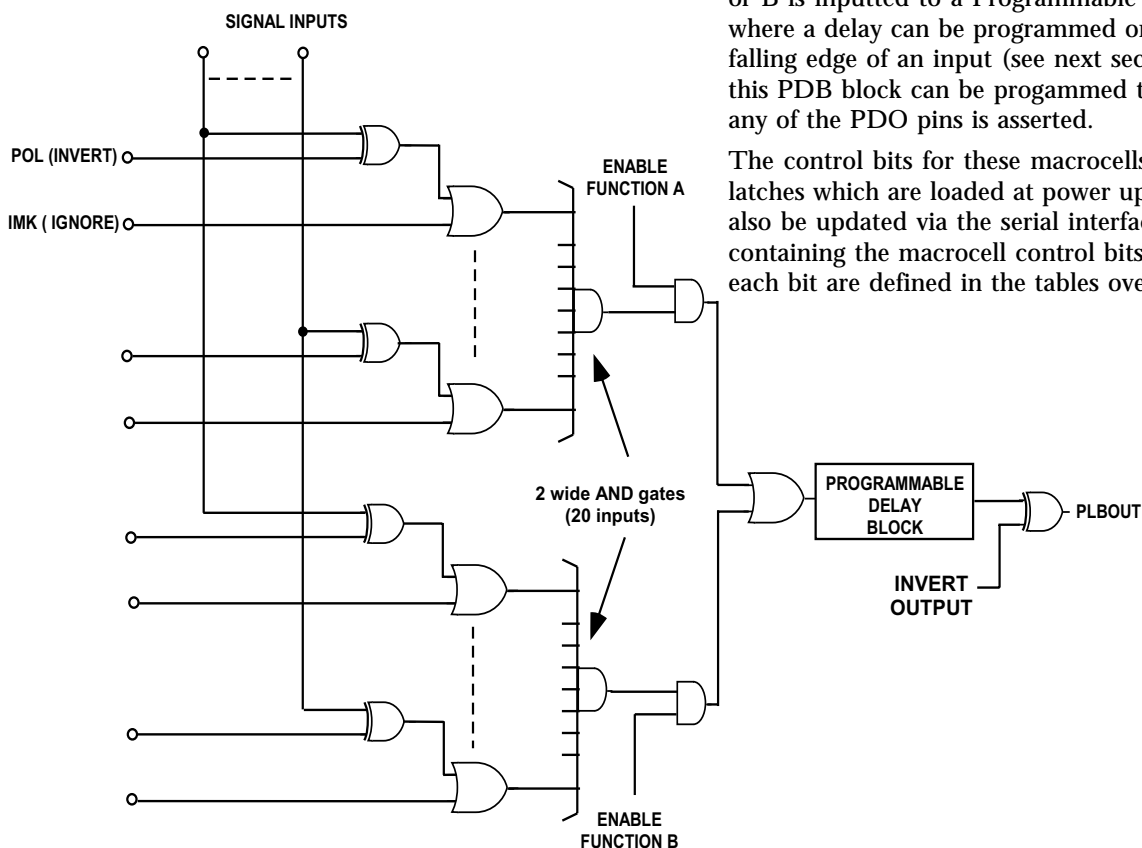 or B is inputted to a Programmable
where a delay can be programmed or
falling edge of an input (see next sec
this PDB block can be progammed t
any of the PDO pins is asserted.
The control bits for these macrocells
latches which are loaded at power up
also be updated via the serial interfac
containing the macrocell control bits
each bit are defined in the tables ove
SIGNAL INPUTS
POL (INVERT)
IMK ( IGNORE)
ENABLE
FUNCTION A
2 wide AND gates
(20 inputs)
PROGRAMMABLE
DELAY
BLOCK
PLBOUT
INVERT
OUTPUT
ENABLE
FUNCTION B